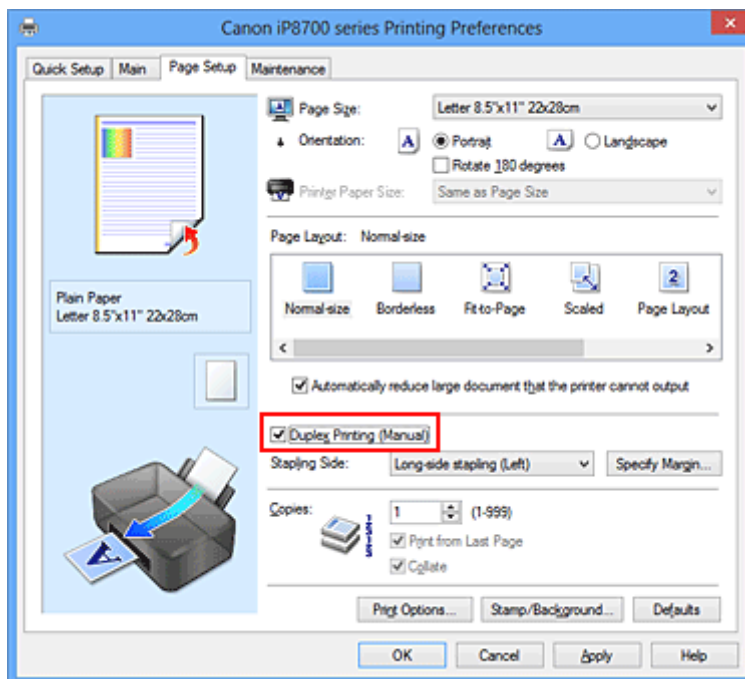 Canon iP8700 series Printing Preferences
Quick Setup Main Page Setup Maintenance
Page Size: Letter 8.5"x11" 22x28cm
Orientation: A Portrait A Landscape
Rotate 180 degrees
Printer Paper Size: Same as Page Size
Page Layout: Normal-size
Plain Paper
Letter 8.5"x11" 22x28cm
2
Normal-size Borderless Fit-to-Page Scaled Page Layout
Automatically reduce large document that the printer cannot output
Duplex Printing (Manual)
Stapling Side: Long-side stapling (Left) Specify Margin...
Copies: 1 (1-999)
Print from Last Page
Collate
A
Print Options... Stamp/Background... Defaults
OK Cancel Apply Help